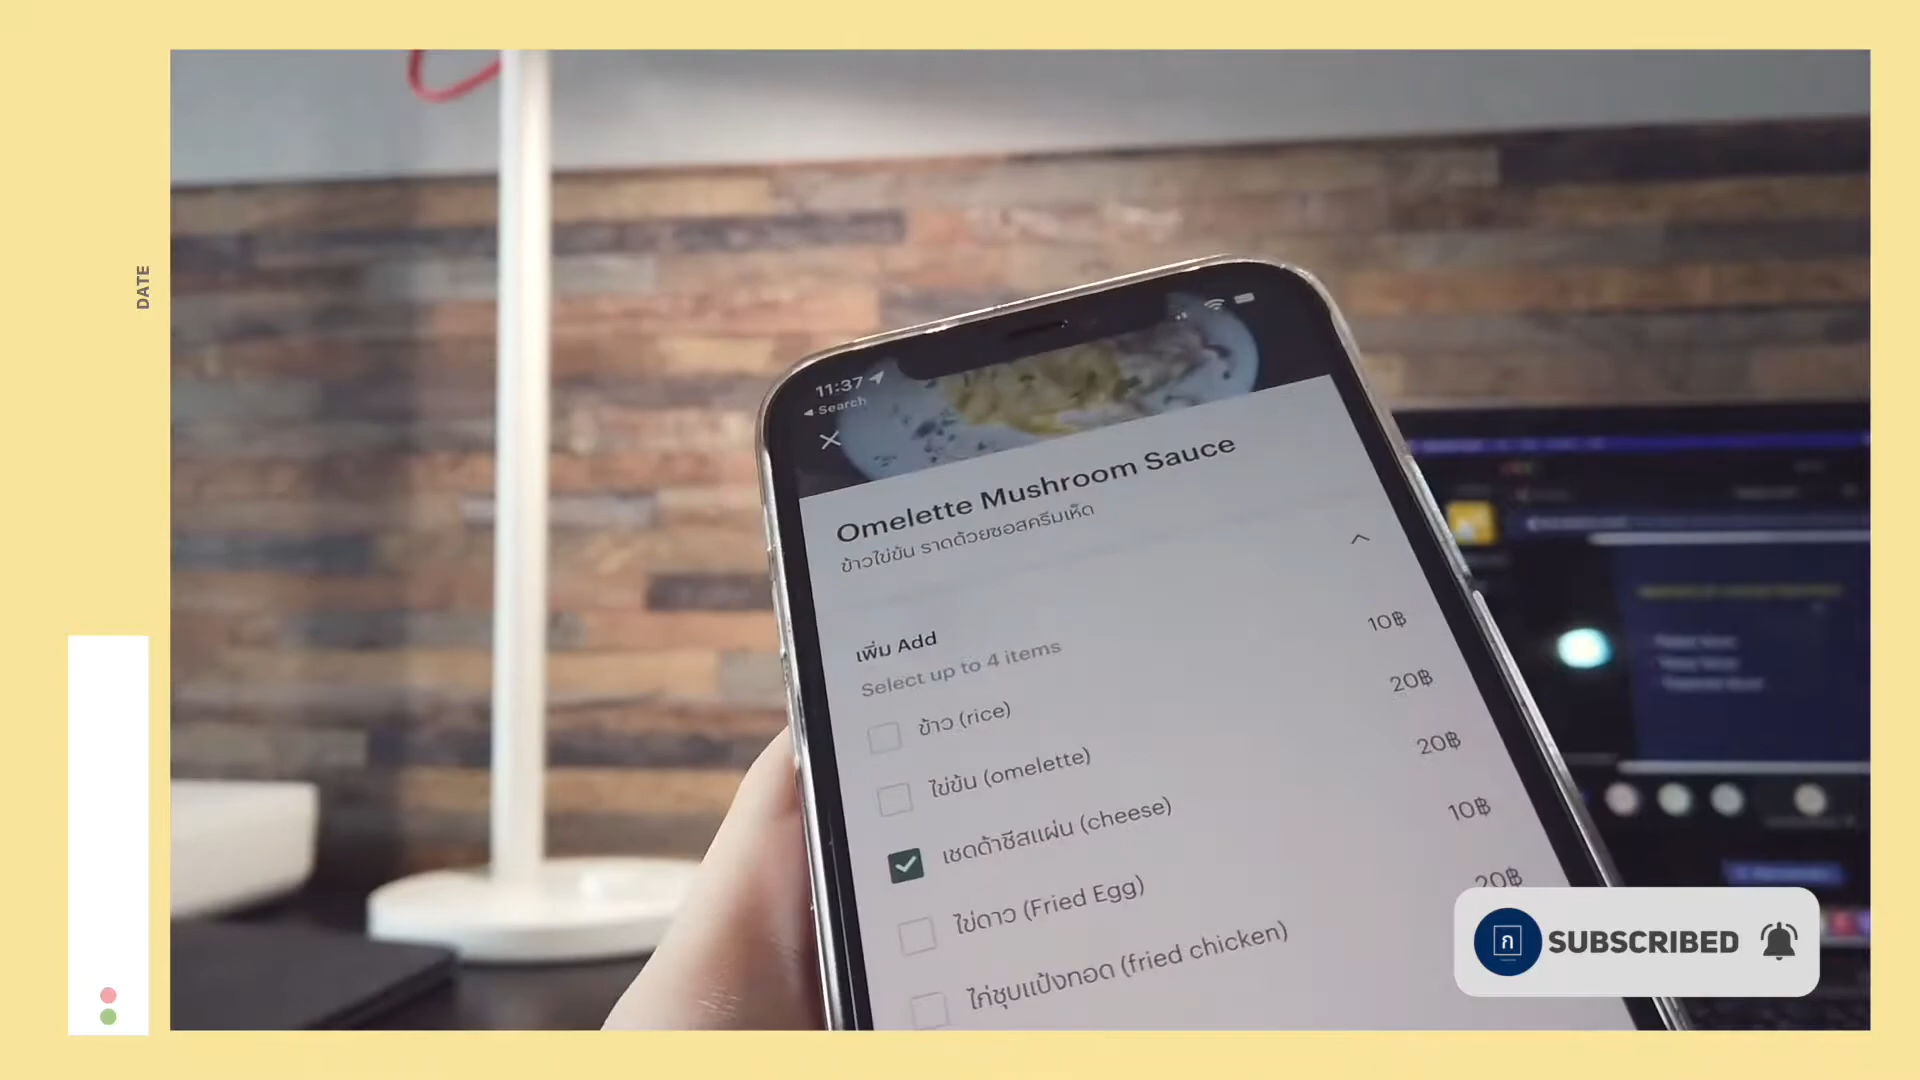 DATE
11:37
Search
Omelette Mushroom Sauce
ข้าวไข่ข้น ราดด้วยซอสครีมเห็ด
เพิ่ม Add
Select up to 4 items
ข้าว (rice) 10฿
ไข่ข้น (omelette) 20฿
เชดด้าชีสแผ่น (cheese) 20฿
ไข่ดาว (Fried Egg) 10฿
ไก่ชุบแป้งทอด (fried chicken) 20฿
ก
SUBSCRIBED